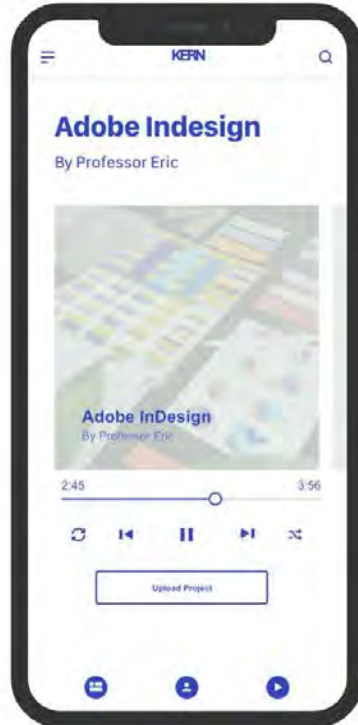 KERN
Adobe Indesign
By Professor Eric
Adobe InDesign
By Professor Eric
2:45
3:56
Upload Project